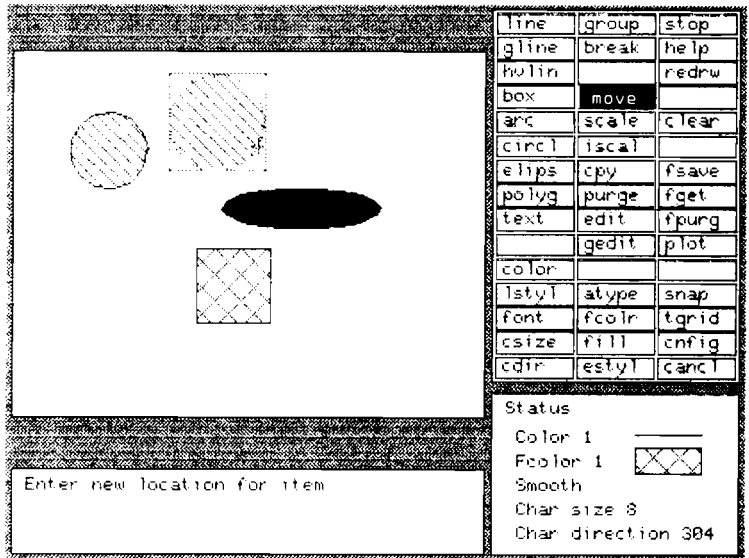 line group stop
gline break help
hvlin redrw
box move
arc scale clear
circl iscal
elips cpy fsave
polyg purge fget
text edit fpurg
gedit plot
color
lstyl atype snap
font fcolr tgrid
csize fill cnfig
cdir estyl cancl
Status
Color 1
Fcolor 1
Smooth
Char size 8
Char direction 304
Enter new location for item